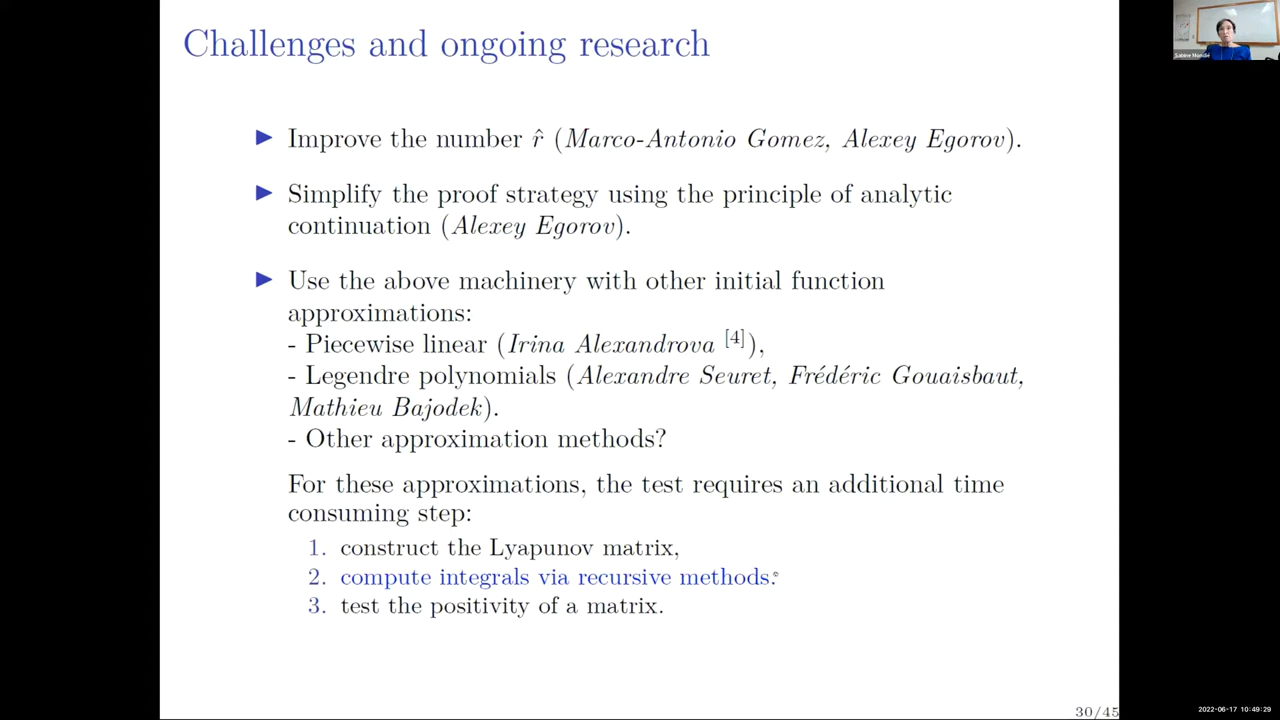 Challenges and ongoing research
Improve the number r̂ (Marco-Antonio Gomez, Alexey Egorov).
Simplify the proof strategy using the principle of analytic
continuation (Alexey Egorov).
Use the above machinery with other initial function
approximations:
- Piecewise linear (Irina Alexandrova [4]),
- Legendre polynomials (Alexandre Seuret, Frédéric Gouaisbaut,
Mathieu Bajodek).
- Other approximation methods?
For these approximations, the test requires an additional time
consuming step:
1. construct the Lyapunov matrix,
2. compute integrals via recursive methods.
3. test the positivity of a matrix.
30/45
Sabine Mondié
2022-06-17 10:49:29